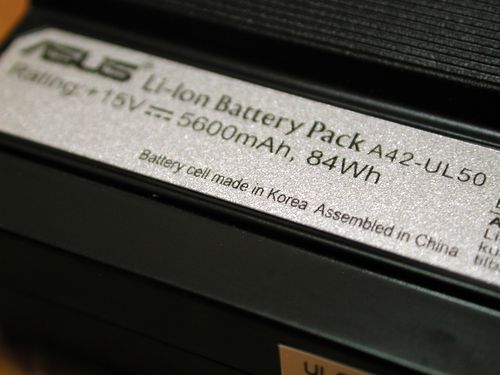 ASUS Li-Ion Battery Pack A42-UL50
Rating: +15V⎓5600mAh, 84Wh
Battery cell made in Korea Assembled in China